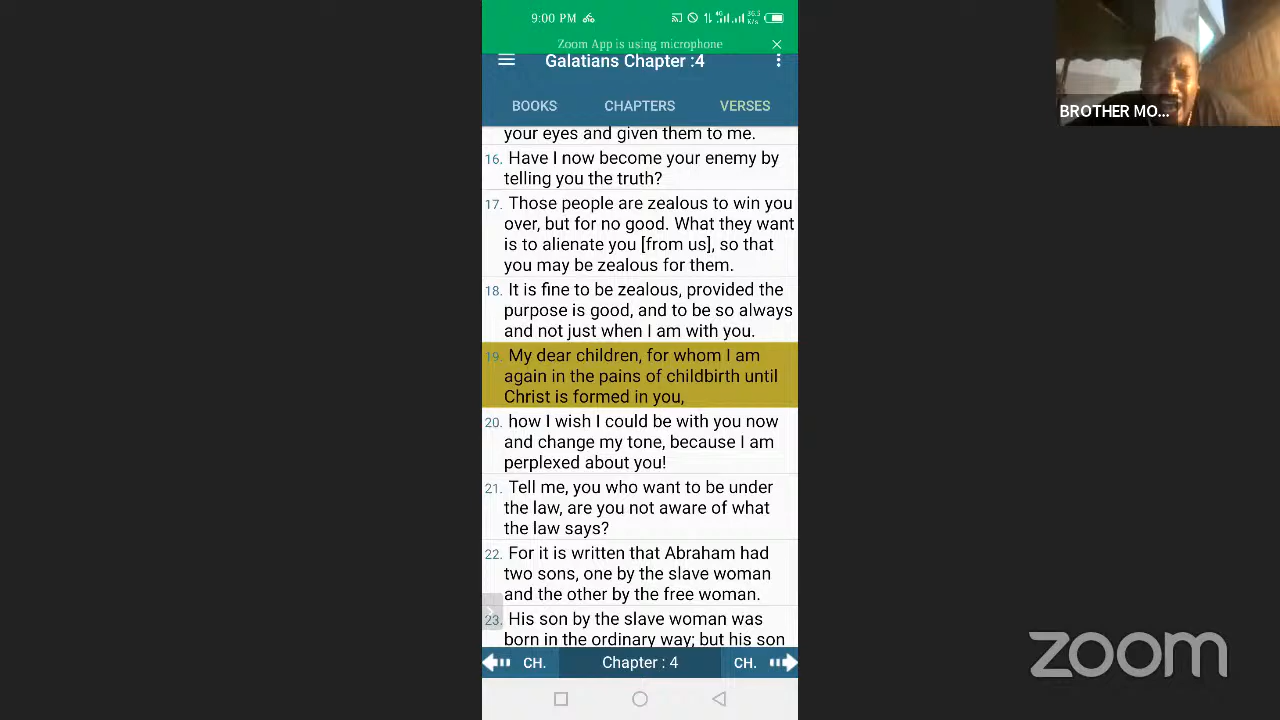 9:00 PM
4G
36.5
K/s
Zoom App is using microphone
Galatians Chapter :4
BOOKS CHAPTERS VERSES
your eyes and given them to me.
16. Have I now become your enemy by
telling you the truth?
17. Those people are zealous to win you
over, but for no good. What they want
is to alienate you [from us], so that
you may be zealous for them.
18. It is fine to be zealous, provided the
purpose is good, and to be so always
and not just when I am with you.
19. My dear children, for whom I am
again in the pains of childbirth until
Christ is formed in you,
20. how I wish I could be with you now
and change my tone, because I am
perplexed about you!
21. Tell me, you who want to be under
the law, are you not aware of what
the law says?
22. For it is written that Abraham had
two sons, one by the slave woman
and the other by the free woman.
23. His son by the slave woman was
born in the ordinary way; but his son
CH. Chapter : 4 CH.
BROTHER MO...
zoom